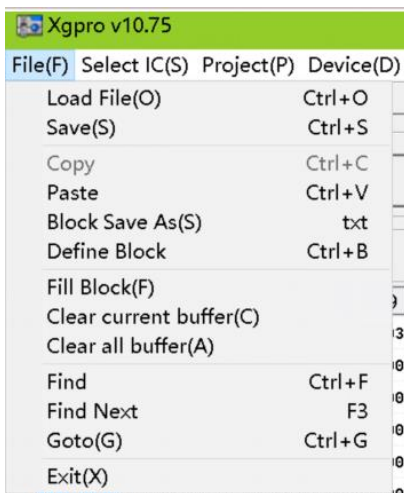 Xgpro v10.75
File(F) Select IC(S) Project(P) Device(D)
Load File(O) Ctrl+O
Save(S) Ctrl+S
Copy Ctrl+C
Paste Ctrl+V
Block Save As(S) txt
Define Block Ctrl+B
Fill Block(F)
Clear current buffer(C)
Clear all buffer(A)
Find Ctrl+F
Find Next F3
Goto(G) Ctrl+G
Exit(X)